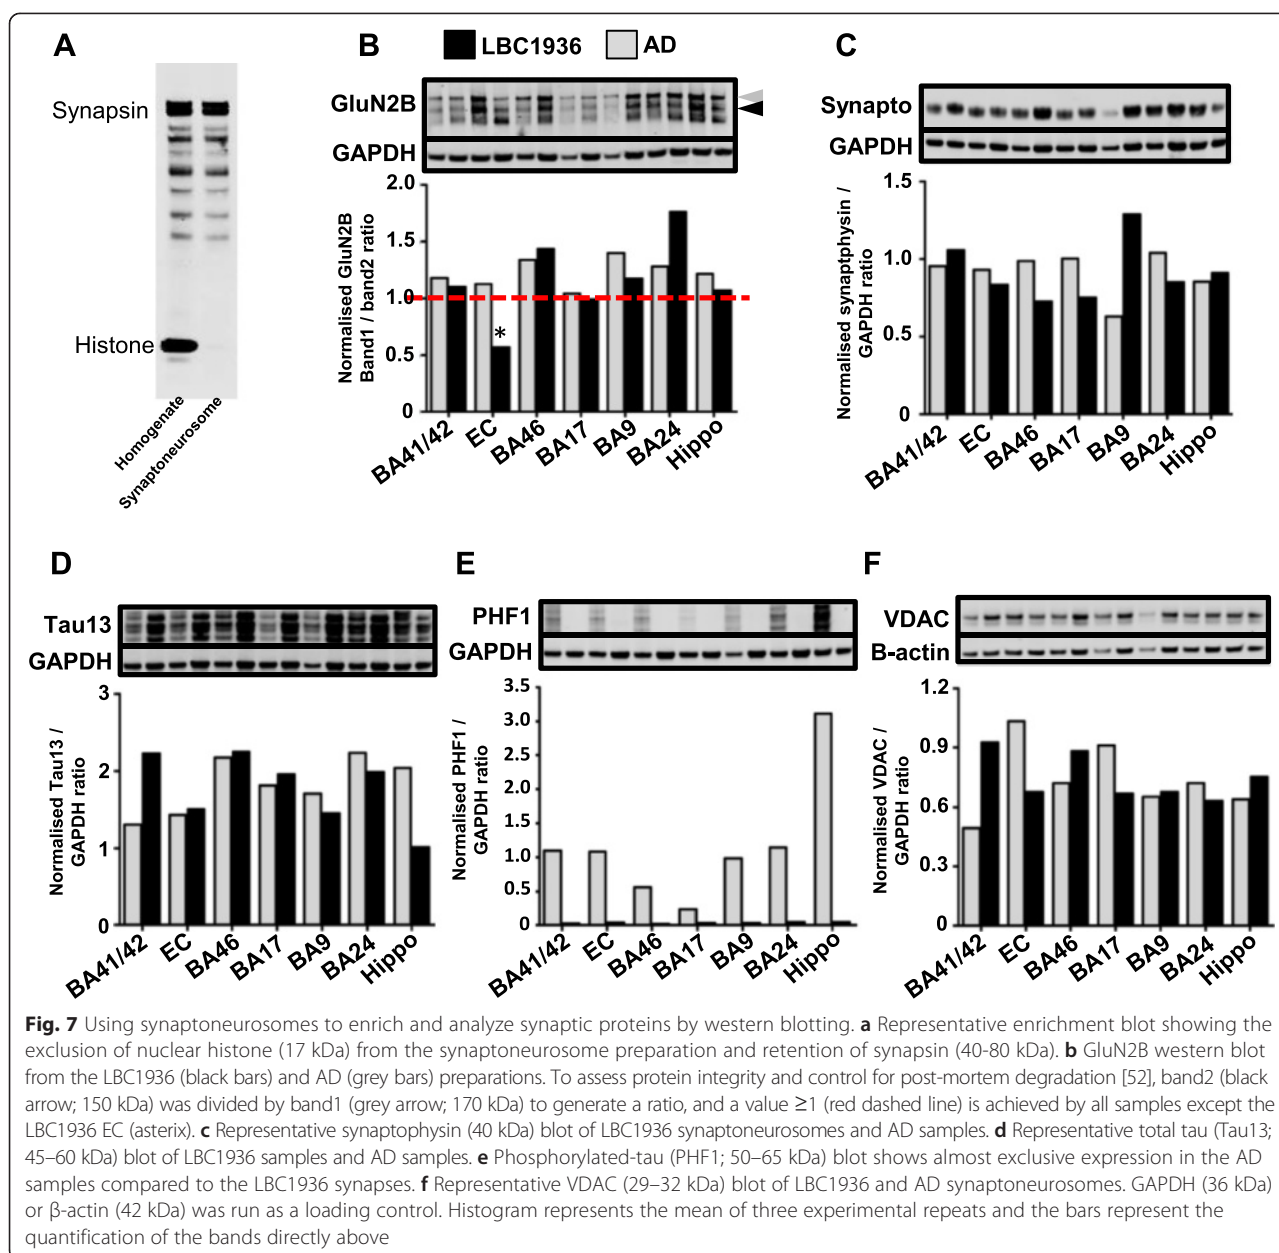 A
Synapsin
Histone
Homogenate
Synaptoneurosome
B
LBC1936
AD
GluN2B
GAPDH
Normalised GluN2B
Band1 / band2 ratio
2.0
1.5
1.0
0.5
0
*
BA41/42
EC
BA46
BA17
BA9
BA24
Hippo
C
Synapto
GAPDH
Normalised synaptphysin /
GAPDH ratio
1.5
1.0
0.5
0
BA41/42
EC
BA46
BA17
BA9
BA24
Hippo
D
Tau13
GAPDH
Normalised Tau13 /
GAPDH ratio
3
2
1
0
BA41/42
EC
BA46
BA17
BA9
BA24
Hippo
E
PHF1
GAPDH
Normalised PHF1 /
GAPDH ratio
3.5
3.0
2.5
2.0
1.5
1.0
0.5
0
BA41/42
EC
BA46
BA17
BA9
BA24
Hippo
F
VDAC
B-actin
Normalised VDAC /
GAPDH ratio
1.2
0.9
0.6
0.3
0
BA41/42
EC
BA46
BA17
BA9
BA24
Hippo
Fig. 7 Using synaptoneurosomes to enrich and analyze synaptic proteins by western blotting. a Representative enrichment blot showing the
exclusion of nuclear histone (17 kDa) from the synaptoneurosome preparation and retention of synapsin (40-80 kDa). b GluN2B western blot
from the LBC1936 (black bars) and AD (grey bars) preparations. To assess protein integrity and control for post-mortem degradation [52], band2 (black
arrow; 150 kDa) was divided by band1 (grey arrow; 170 kDa) to generate a ratio, and a value ≥1 (red dashed line) is achieved by all samples except the
LBC1936 EC (asterix). c Representative synaptophysin (40 kDa) blot of LBC1936 synaptoneurosomes and AD samples. d Representative total tau (Tau13;
45–60 kDa) blot of LBC1936 samples and AD samples. e Phosphorylated-tau (PHF1; 50–65 kDa) blot shows almost exclusive expression in the AD
samples compared to the LBC1936 synapses. f Representative VDAC (29–32 kDa) blot of LBC1936 and AD synaptoneurosomes. GAPDH (36 kDa)
or β-actin (42 kDa) was run as a loading control. Histogram represents the mean of three experimental repeats and the bars represent the
quantification of the bands directly above